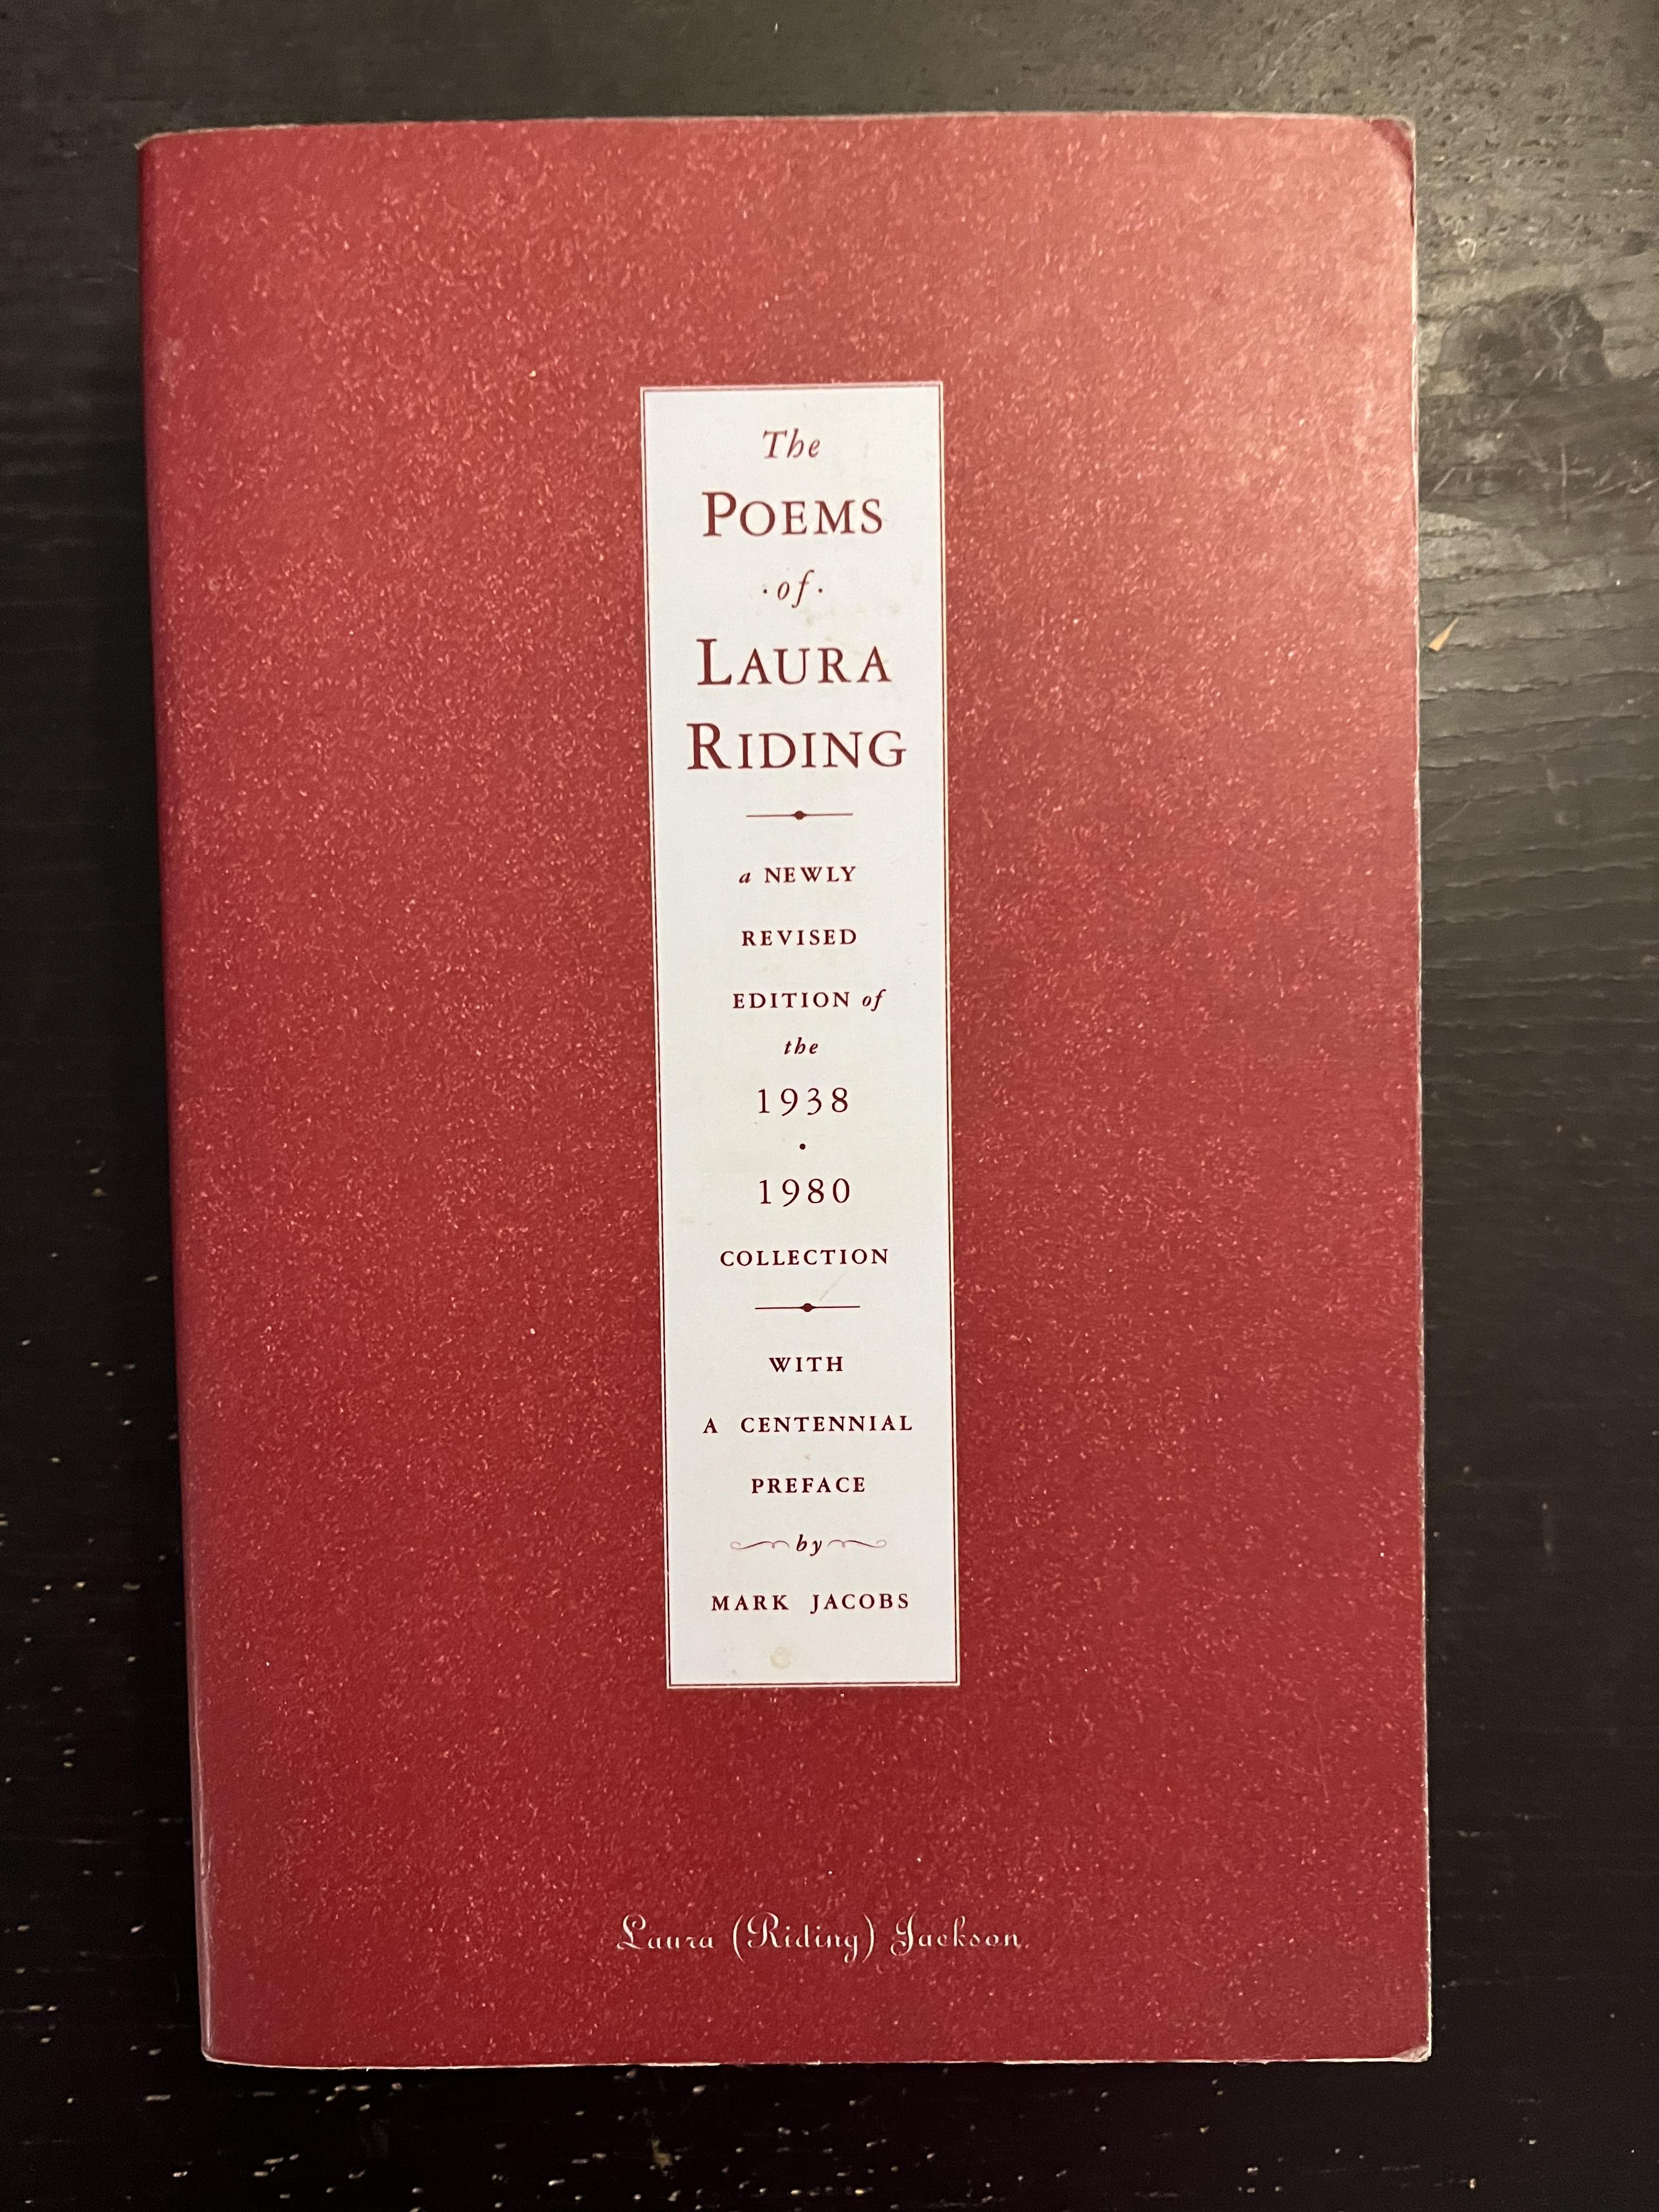 The
POEMS
·of·
LAURA
RIDING
a NEWLY
REVISED
EDITION of
the
1938
·
1980
COLLECTION
WITH
A CENTENNIAL
PREFACE
by
MARK JACOBS
Laura (Riding) Jackson